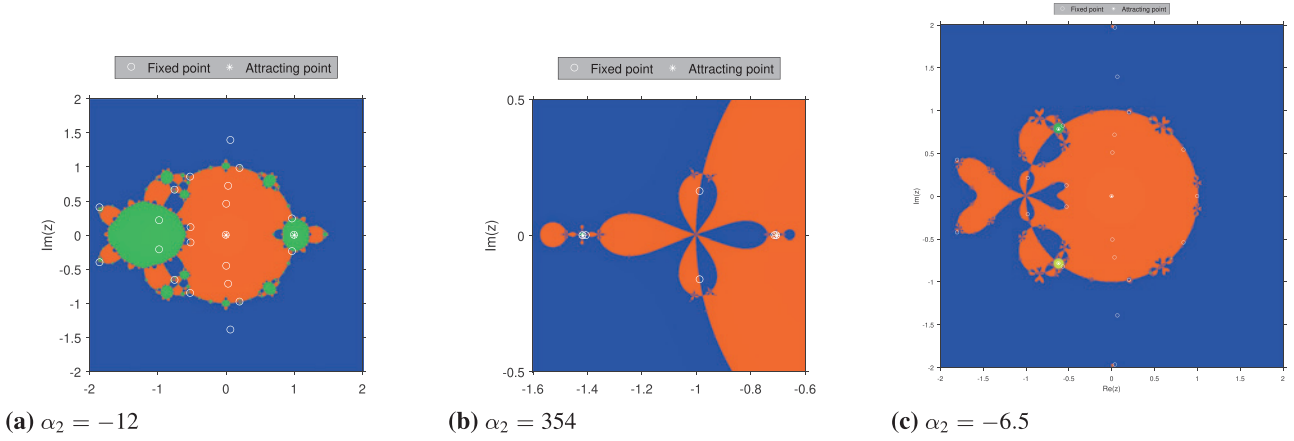 Fixed point Attracting point
2
1.5
1
0.5
0
-0.5
-1
-1.5
-2
Im(z)
-2 -1 0 1 2
(a) α₂ = −12
Fixed point Attracting point
0.5
0
-0.5
Im(z)
-1.6 -1.4 -1.2 -1 -0.8 -0.6
(b) α₂ = 354
Fixed point Attracting point
2
1.5
1
0.5
0
-0.5
-1
-1.5
-2
Im(z)
-2 -1.5 -1 -0.5 0 0.5 1 1.5 2
Re(z)
(c) α₂ = −6.5